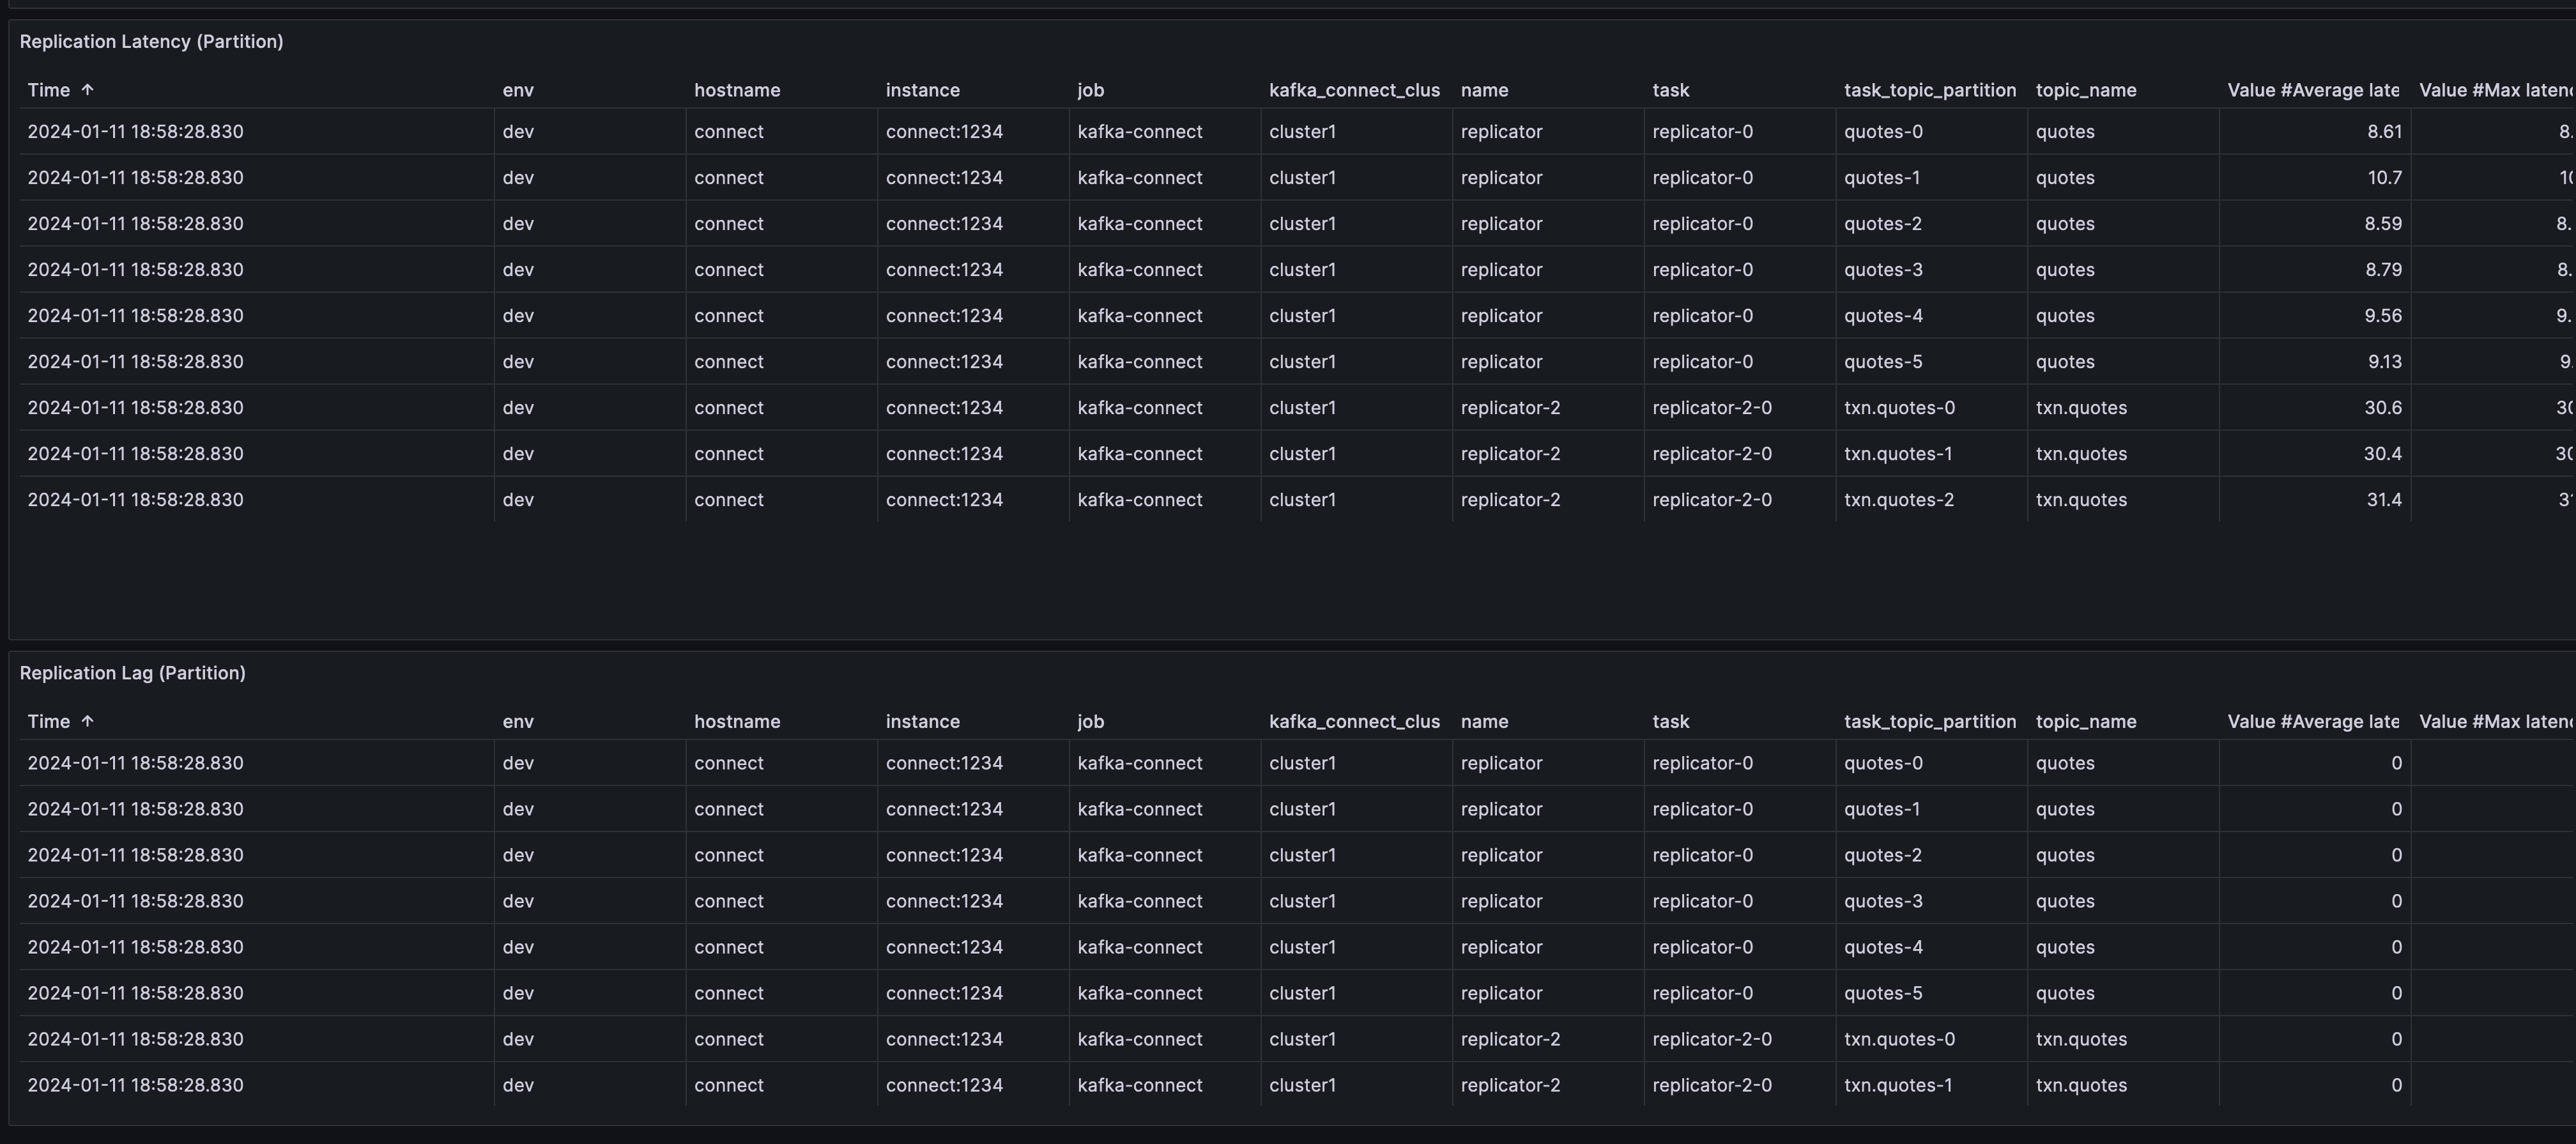 Replication Latency (Partition)
Time ↑ env hostname instance job kafka_connect_clus name task task_topic_partition topic_name Value #Average late Value #Max laten
2024-01-11 18:58:28.830 dev connect connect:1234 kafka-connect cluster1 replicator replicator-0 quotes-0 quotes 8.61 8.
2024-01-11 18:58:28.830 dev connect connect:1234 kafka-connect cluster1 replicator replicator-0 quotes-1 quotes 10.7 10
2024-01-11 18:58:28.830 dev connect connect:1234 kafka-connect cluster1 replicator replicator-0 quotes-2 quotes 8.59 8.
2024-01-11 18:58:28.830 dev connect connect:1234 kafka-connect cluster1 replicator replicator-0 quotes-3 quotes 8.79 8.
2024-01-11 18:58:28.830 dev connect connect:1234 kafka-connect cluster1 replicator replicator-0 quotes-4 quotes 9.56 9.
2024-01-11 18:58:28.830 dev connect connect:1234 kafka-connect cluster1 replicator replicator-0 quotes-5 quotes 9.13 9.
2024-01-11 18:58:28.830 dev connect connect:1234 kafka-connect cluster1 replicator-2 replicator-2-0 txn.quotes-0 txn.quotes 30.6 30
2024-01-11 18:58:28.830 dev connect connect:1234 kafka-connect cluster1 replicator-2 replicator-2-0 txn.quotes-1 txn.quotes 30.4 30
2024-01-11 18:58:28.830 dev connect connect:1234 kafka-connect cluster1 replicator-2 replicator-2-0 txn.quotes-2 txn.quotes 31.4 3
Replication Lag (Partition)
Time ↑ env hostname instance job kafka_connect_clus name task task_topic_partition topic_name Value #Average late Value #Max laten
2024-01-11 18:58:28.830 dev connect connect:1234 kafka-connect cluster1 replicator replicator-0 quotes-0 quotes 0
2024-01-11 18:58:28.830 dev connect connect:1234 kafka-connect cluster1 replicator replicator-0 quotes-1 quotes 0
2024-01-11 18:58:28.830 dev connect connect:1234 kafka-connect cluster1 replicator replicator-0 quotes-2 quotes 0
2024-01-11 18:58:28.830 dev connect connect:1234 kafka-connect cluster1 replicator replicator-0 quotes-3 quotes 0
2024-01-11 18:58:28.830 dev connect connect:1234 kafka-connect cluster1 replicator replicator-0 quotes-4 quotes 0
2024-01-11 18:58:28.830 dev connect connect:1234 kafka-connect cluster1 replicator replicator-0 quotes-5 quotes 0
2024-01-11 18:58:28.830 dev connect connect:1234 kafka-connect cluster1 replicator-2 replicator-2-0 txn.quotes-0 txn.quotes 0
2024-01-11 18:58:28.830 dev connect connect:1234 kafka-connect cluster1 replicator-2 replicator-2-0 txn.quotes-1 txn.quotes 0